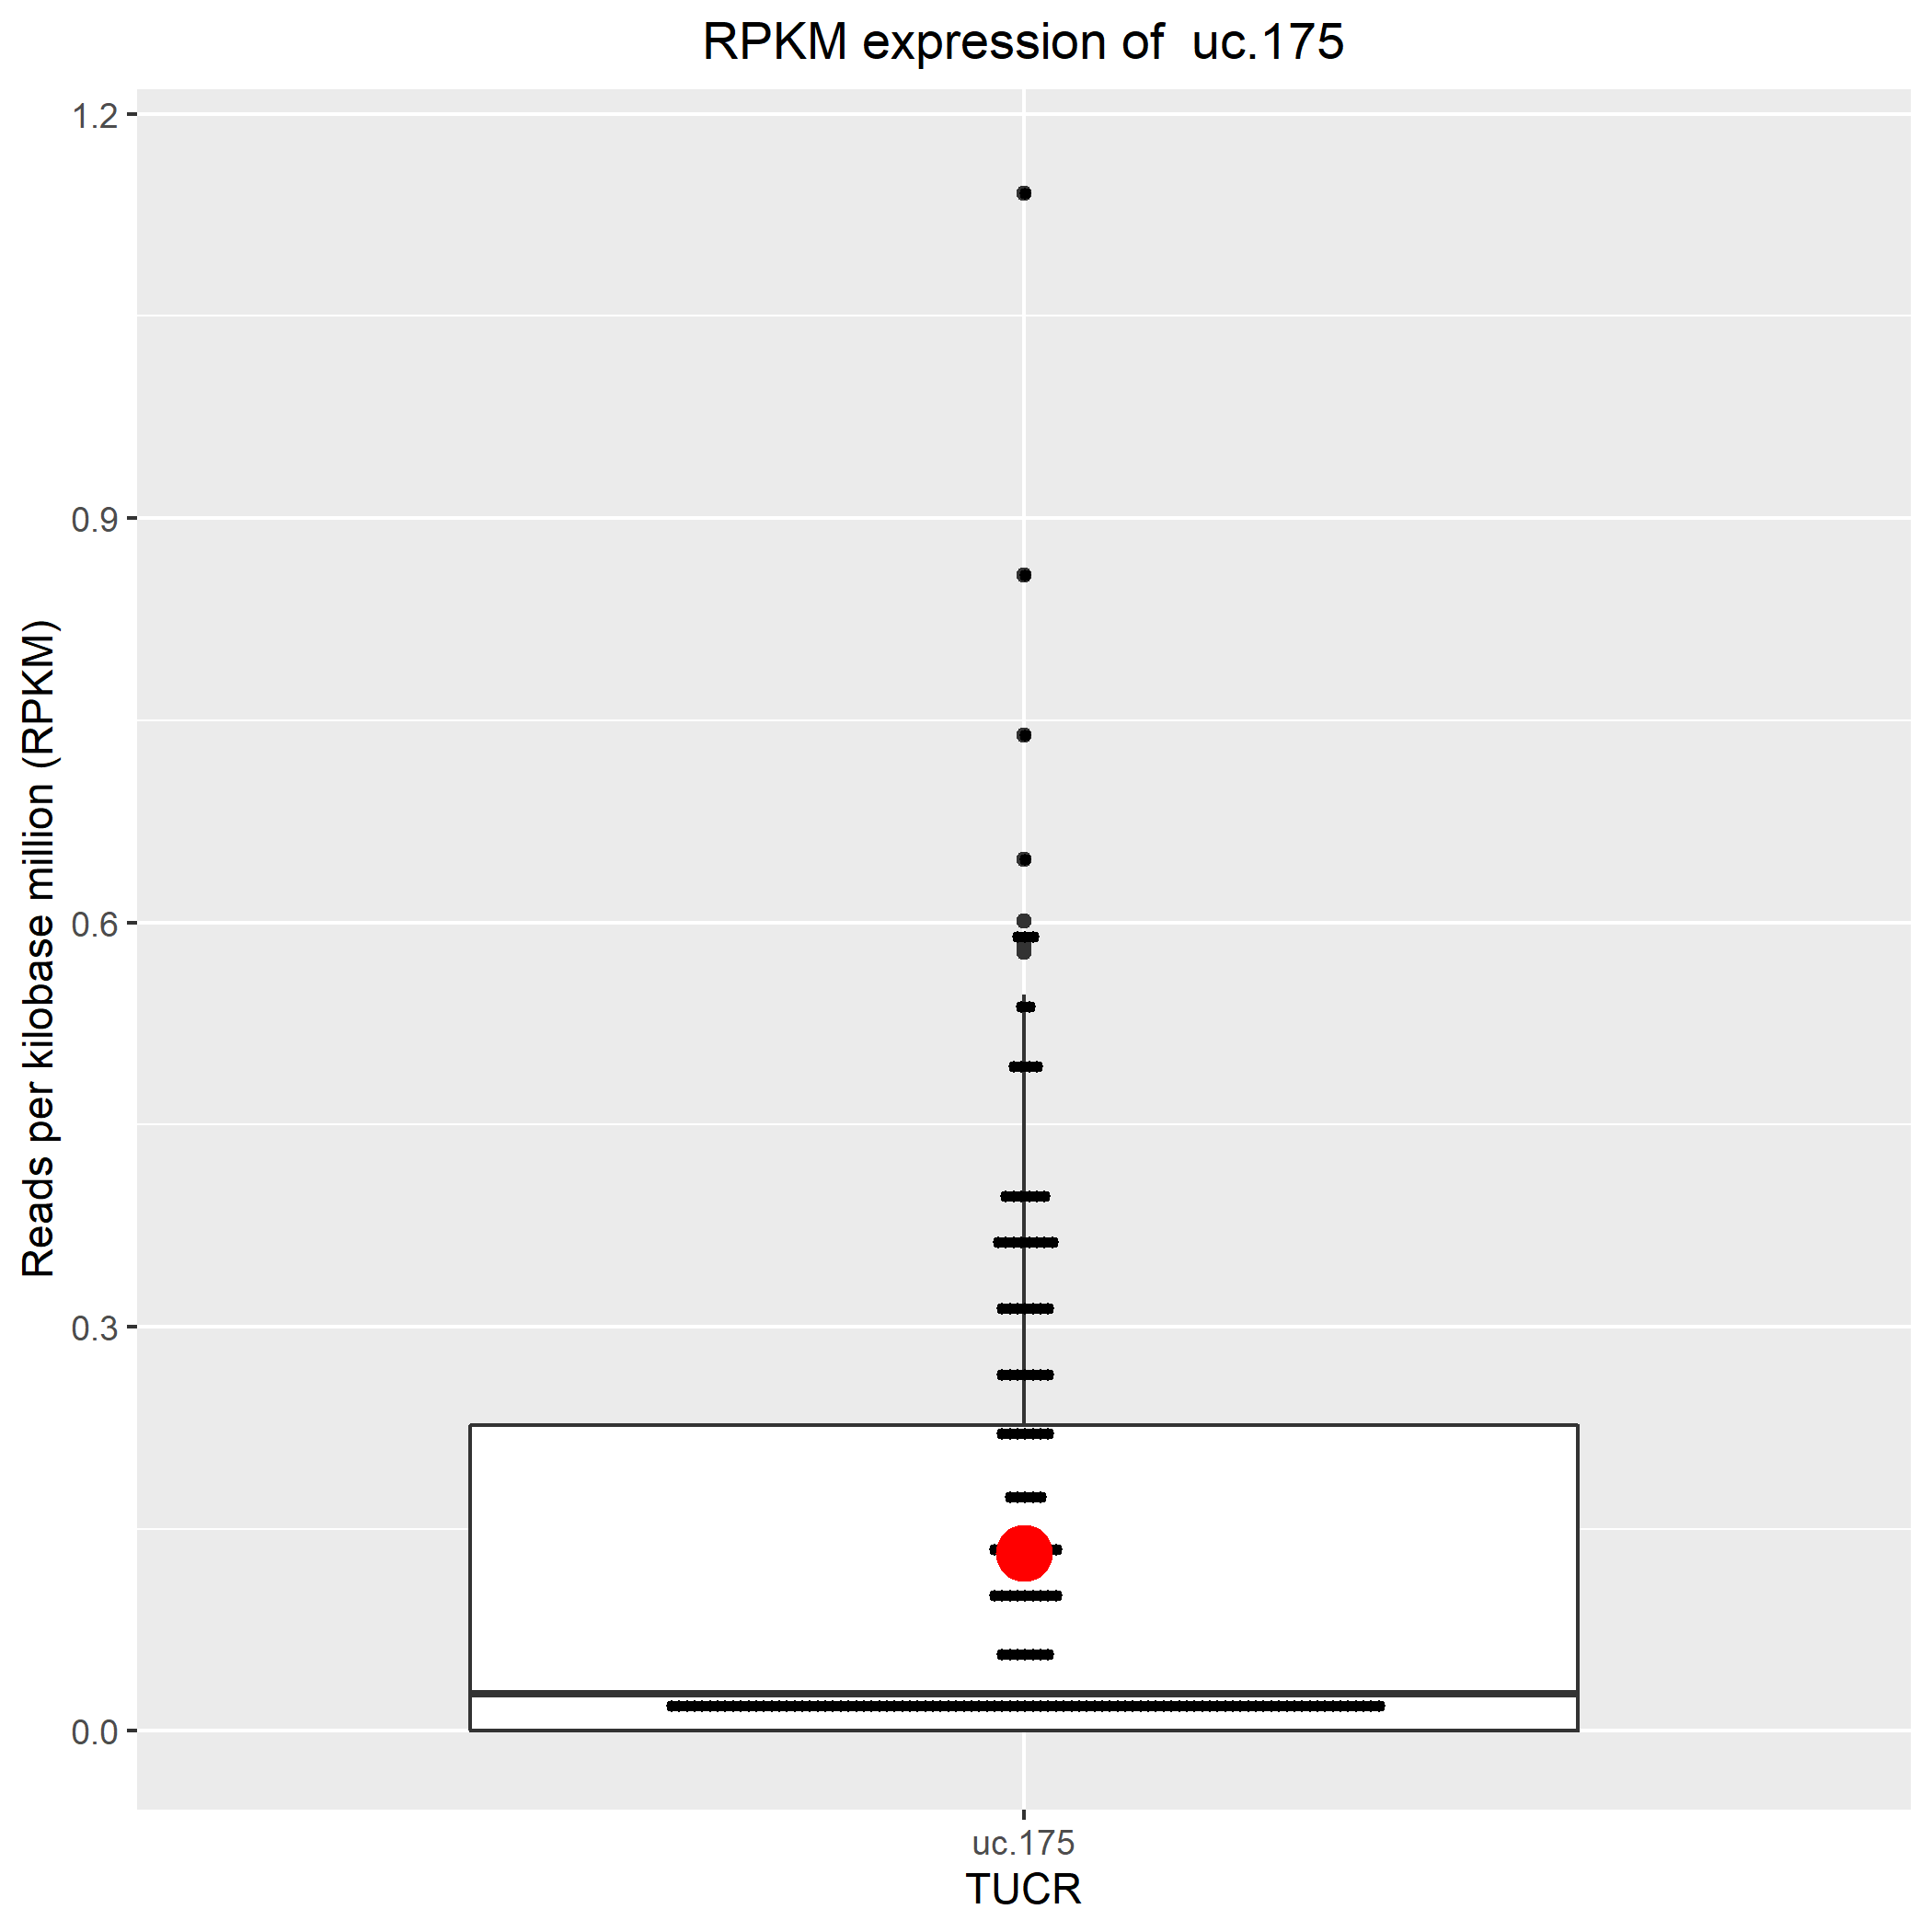 RPKM expression of  uc.175
Reads per kilobase million (RPKM)
1.2
0.9
0.6
0.3
0.0
uc.175
TUCR